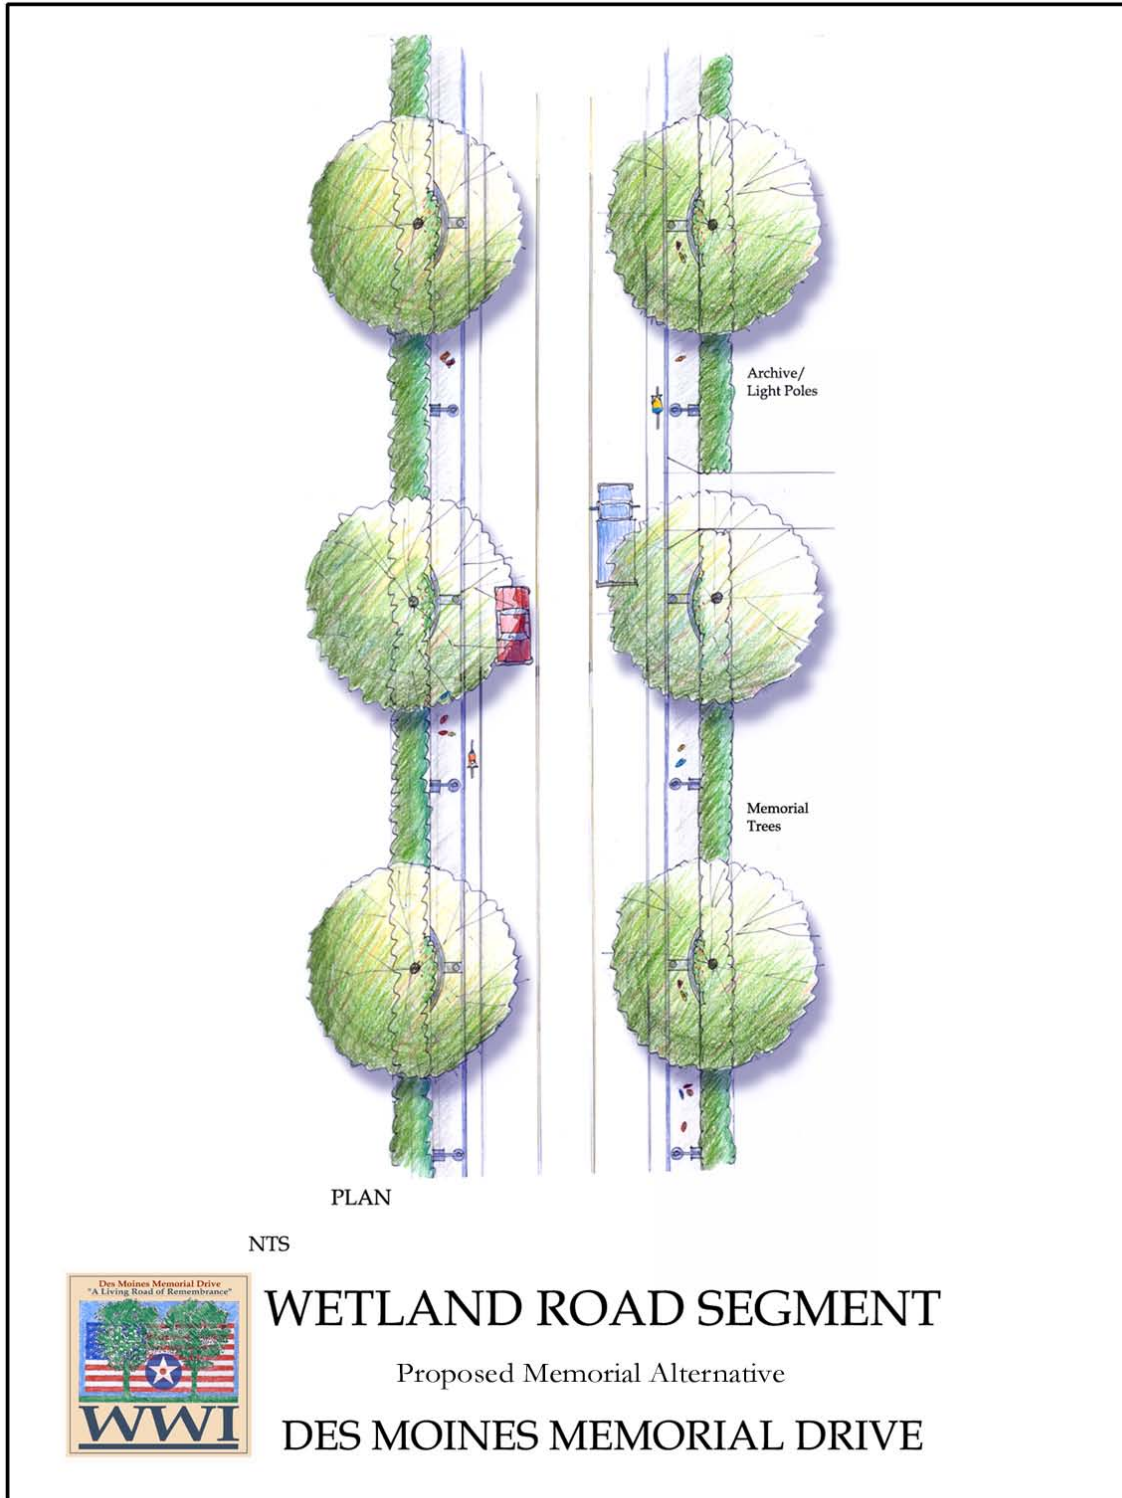 Archive/
Light Poles
Memorial
Trees
PLAN
NTS
Des Moines Memorial Drive
"A Living Road of Remembrance"
WWI
WETLAND ROAD SEGMENT
Proposed Memorial Alternative
DES MOINES MEMORIAL DRIVE